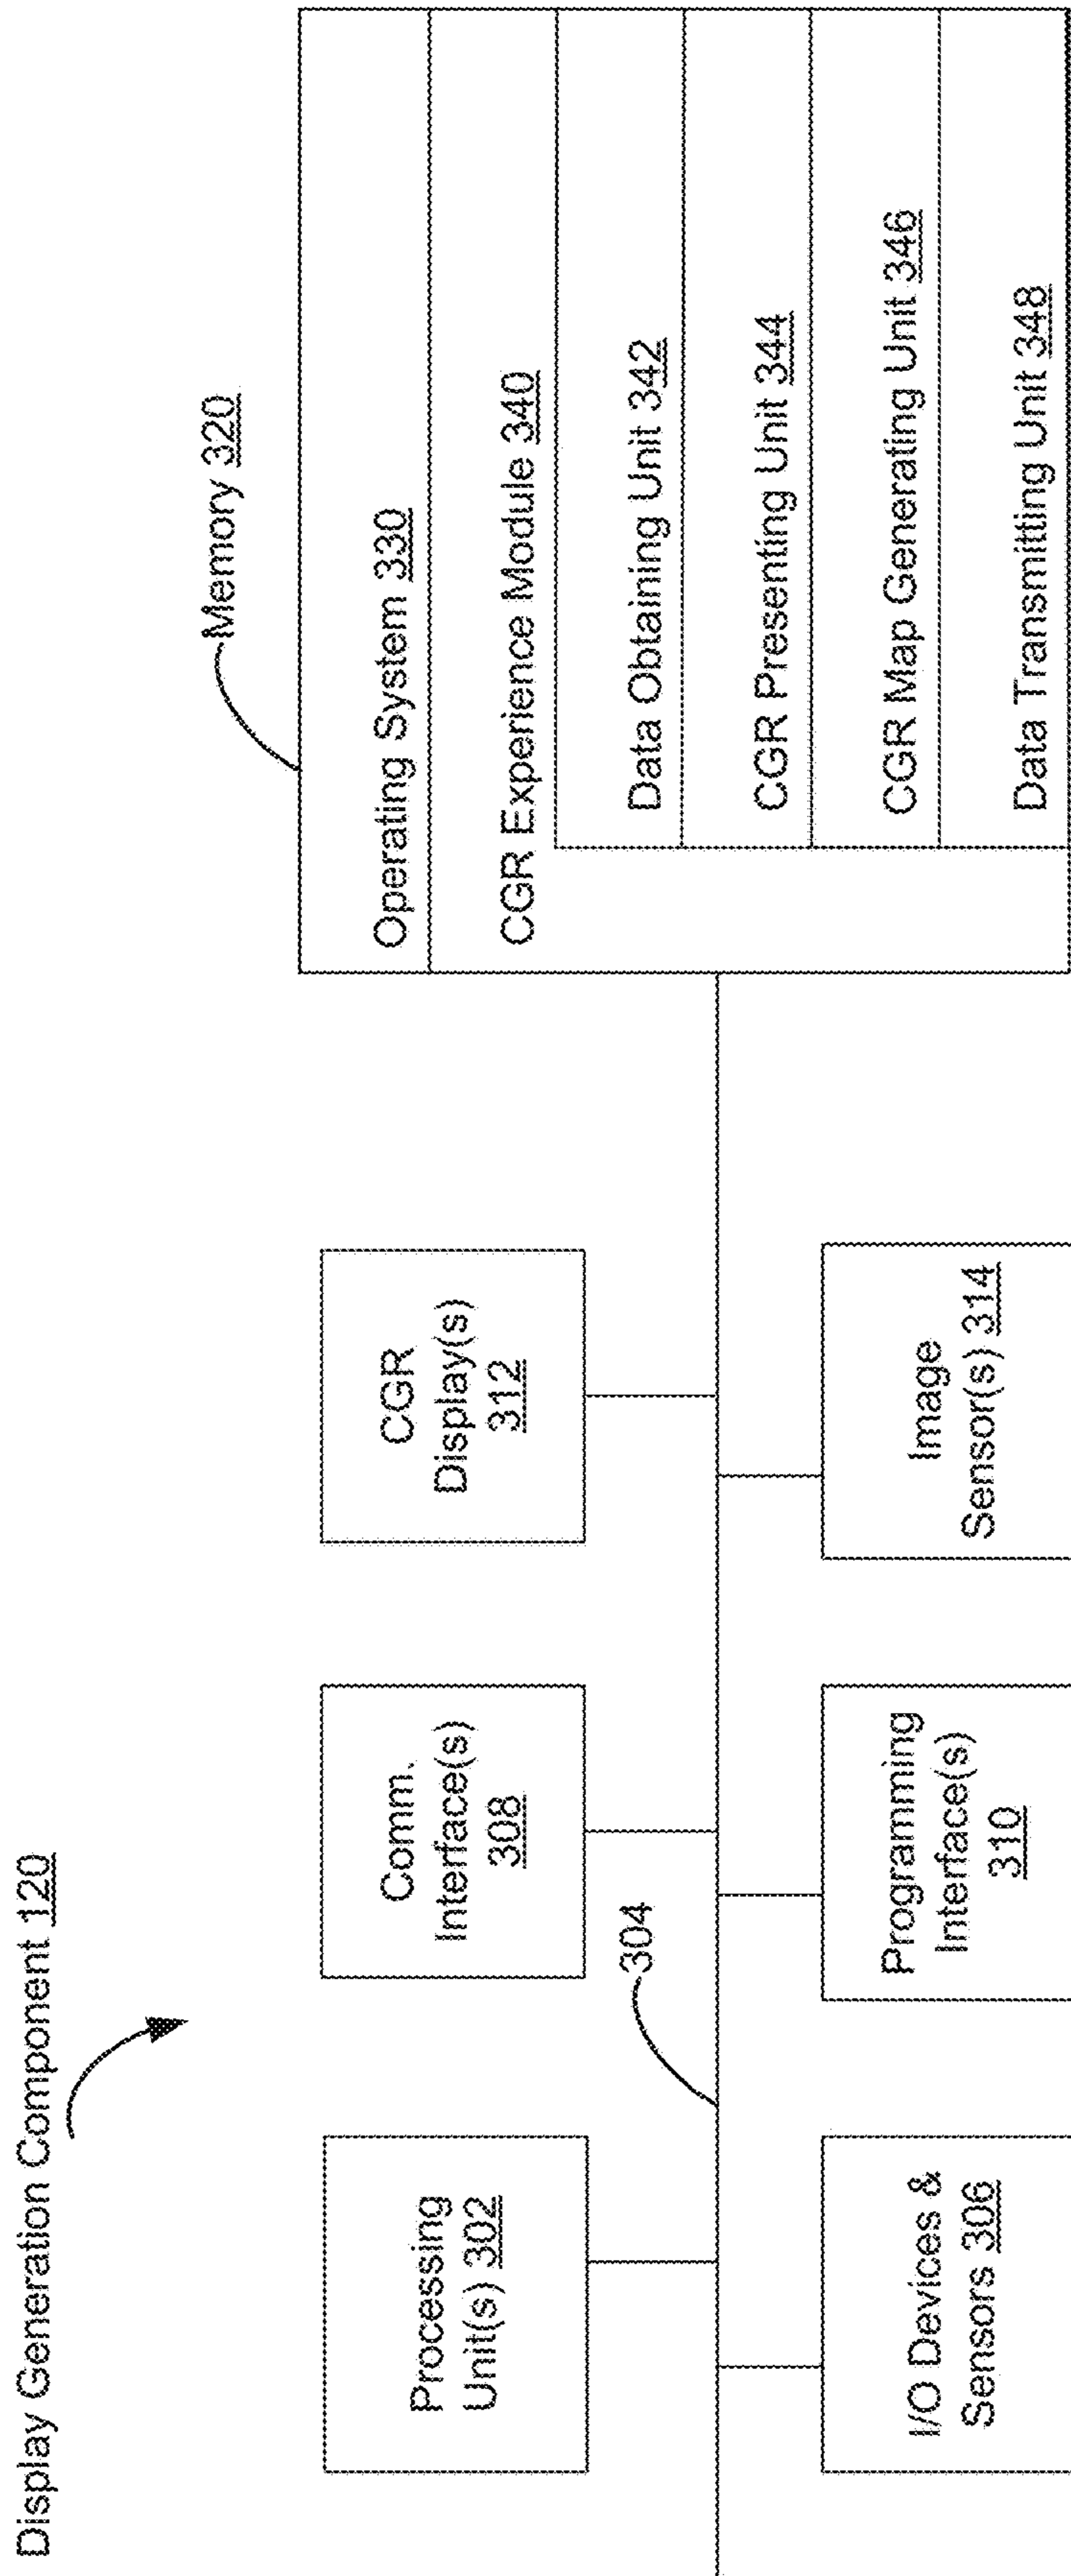 Display Generation Component 120
Memory 320
Processing
Unit(s) 302
Comm.
Interface(s)
308
CGR
Display(s)
312
304
I/O Devices &
Sensors 306
Programming
Interface(s)
310
Image
Sensor(s) 314
Operating System 330
CGR Experience Module 340
Data Obtaining Unit 342
CGR Presenting Unit 344
CGR Map Generating Unit 346
Data Transmitting Unit 348